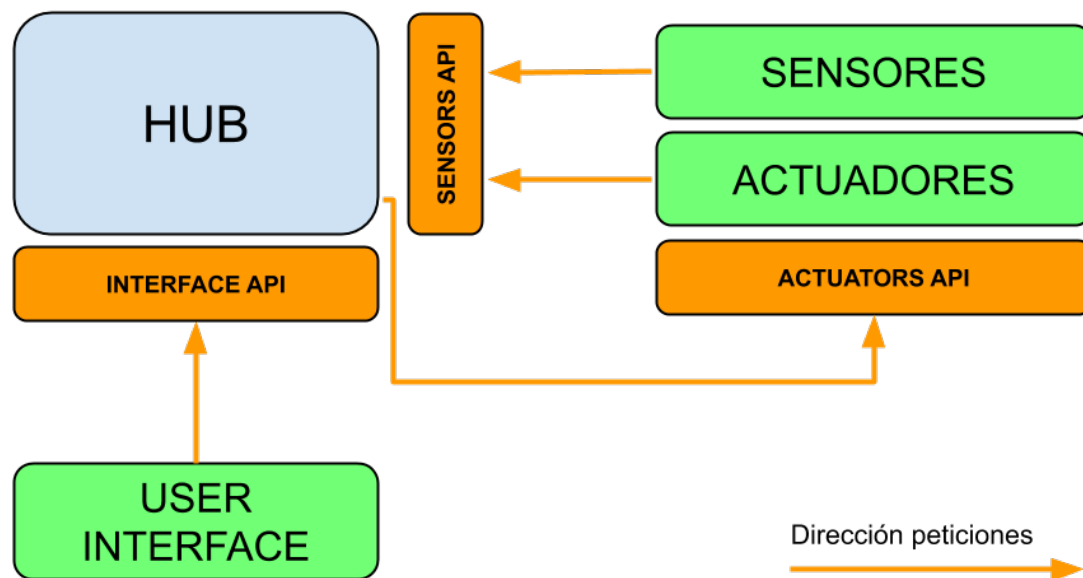 HUB
SENSORS API
SENSORES
ACTUADORES
INTERFACE API
ACTUATORS API
USER
INTERFACE
Dirección peticiones